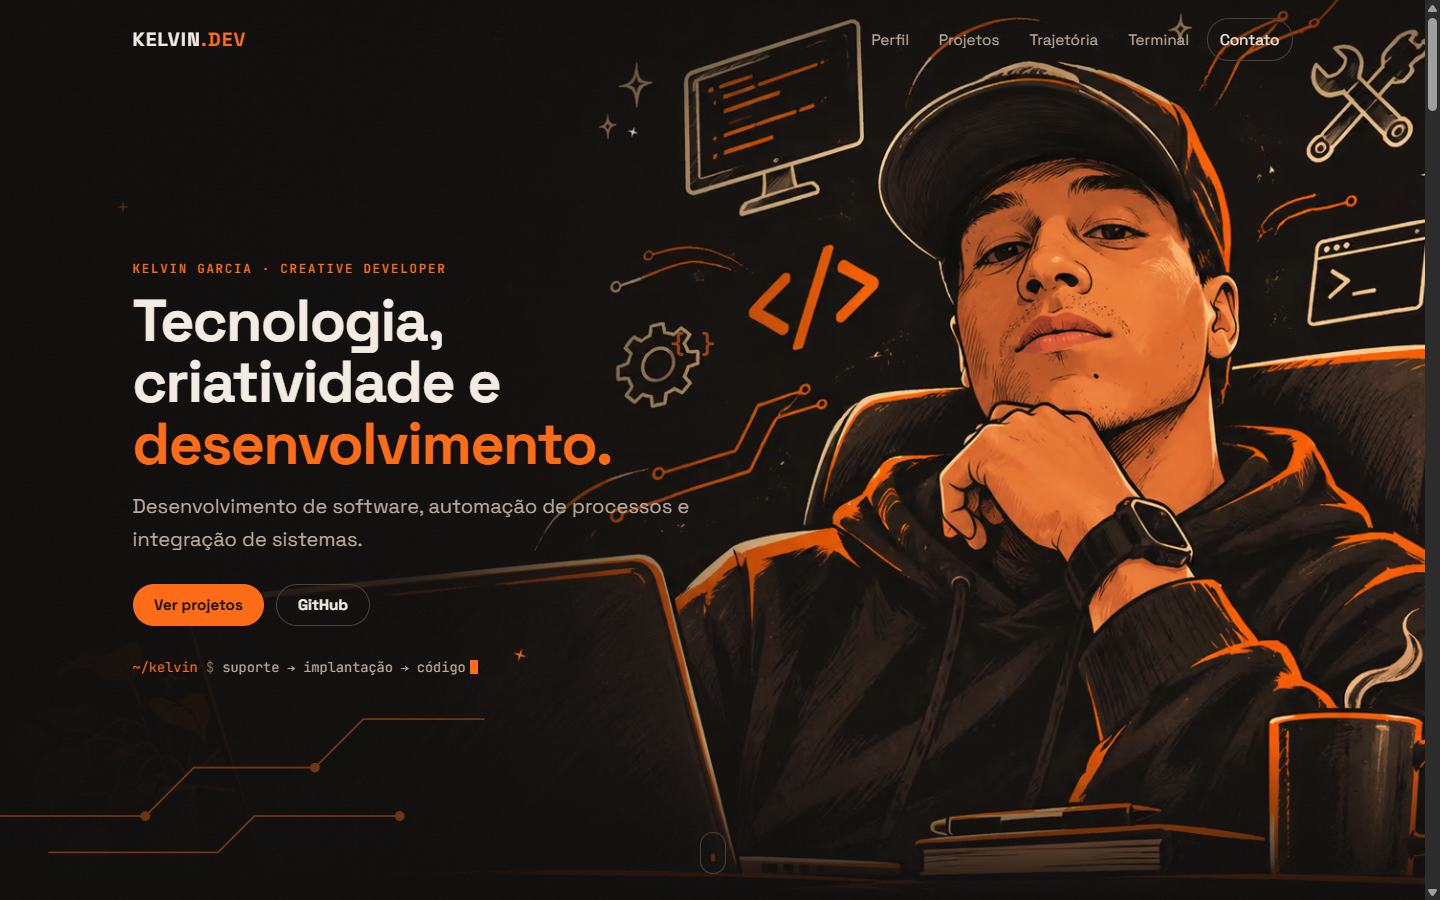 KELVIN.DEV
Perfil Projetos Trajetória Terminal Contato
KELVIN GARCIA · CREATIVE DEVELOPER
Tecnologia,
criatividade e
desenvolvimento.
Desenvolvimento de software, automação de processos e
integração de sistemas.
Ver projetos GitHub
~/kelvin $ suporte → implantação → código